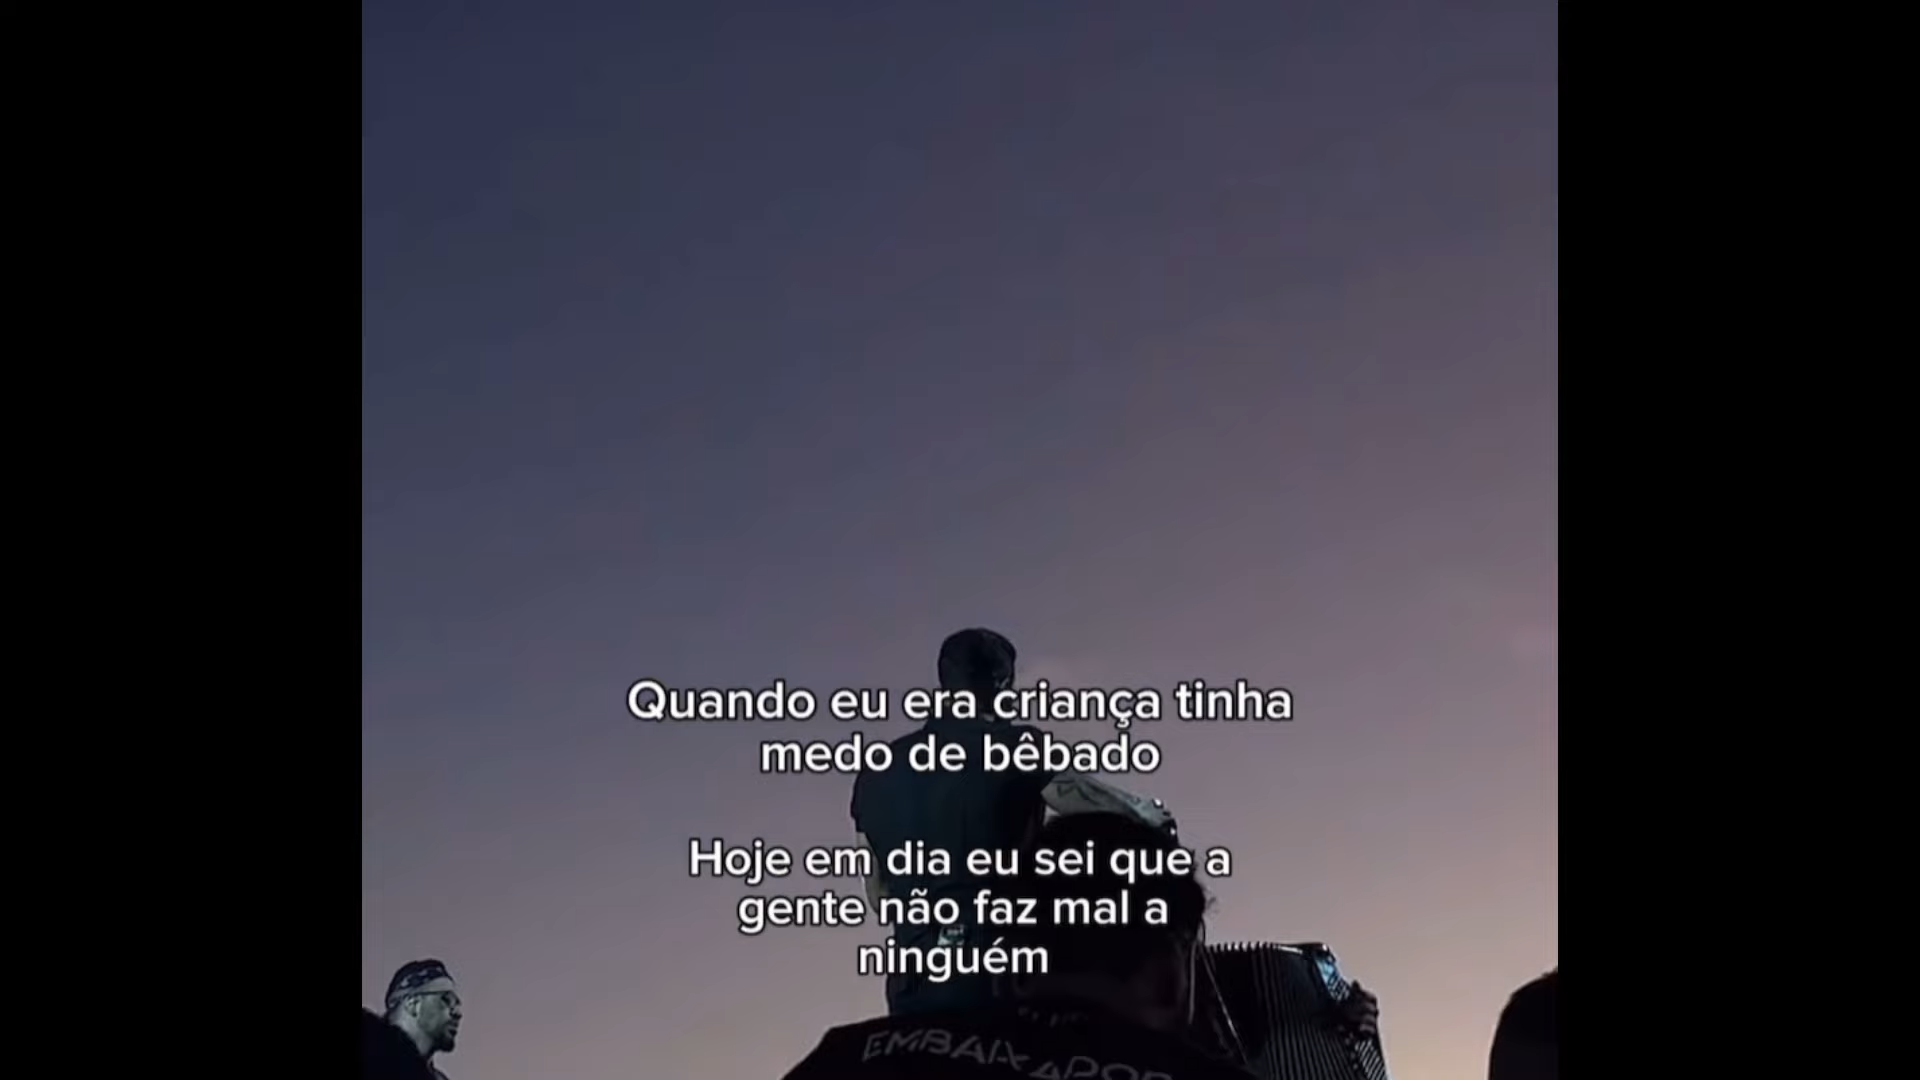 Quando eu era criança tinha
medo de bêbado
Hoje em dia eu sei que a
gente não faz mal a
ninguém
EMBAIXADOR